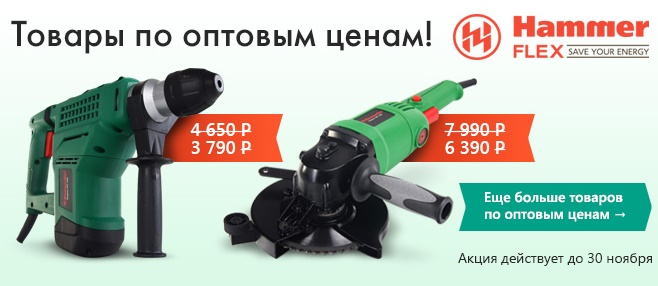 Товары по оптовым ценам!
Hammer
FLEX SAVE YOUR ENERGY
4 650 ₽
3 790 ₽
7 990 ₽
6 390 ₽
Еще больше товаров
по оптовым ценам →
Акция действует до 30 ноября